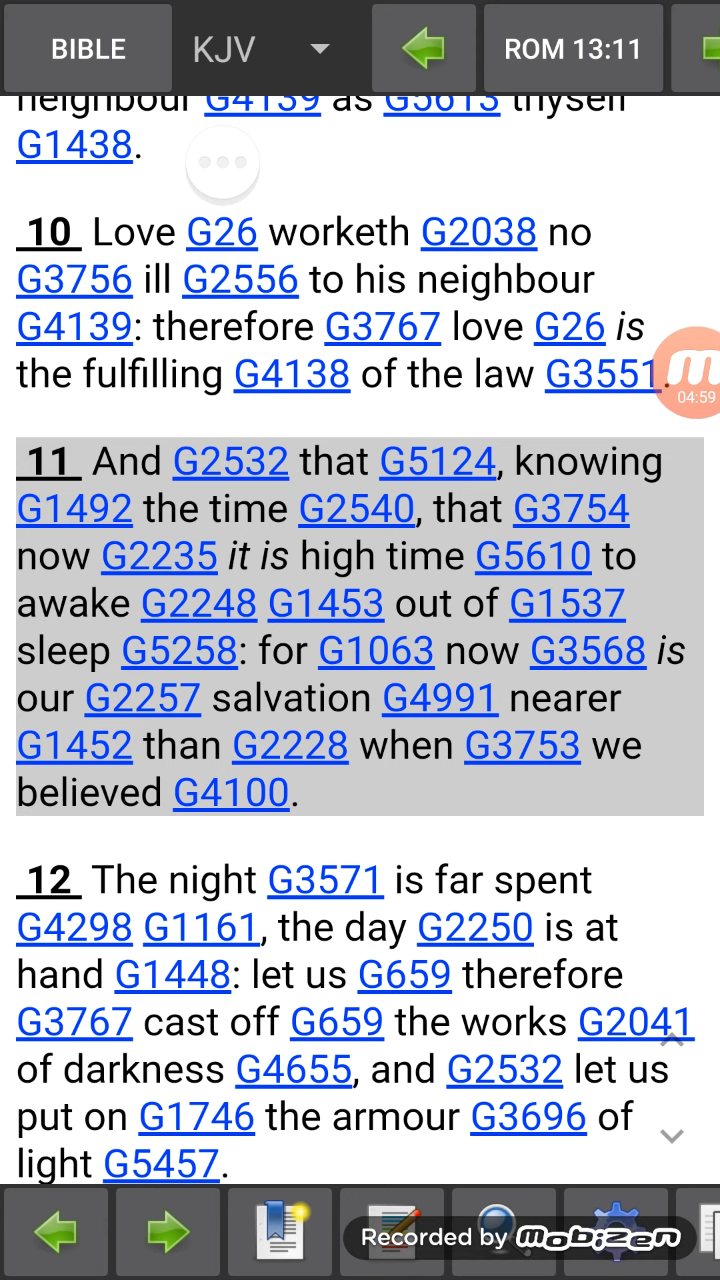 BIBLE KJV ROM 13:11
neighbour G4139 as G5613 thyself
G1438.
10 Love G26 worketh G2038 no
G3756 ill G2556 to his neighbour
G4139: therefore G3767 love G26 is
the fulfilling G4138 of the law G3551.
04:59
11 And G2532 that G5124, knowing
G1492 the time G2540, that G3754
now G2235 it is high time G5610 to
awake G2248 G1453 out of G1537
sleep G5258: for G1063 now G3568 is
our G2257 salvation G4991 nearer
G1452 than G2228 when G3753 we
believed G4100.
12 The night G3571 is far spent
G4298 G1161, the day G2250 is at
hand G1448: let us G659 therefore
G3767 cast off G659 the works G2041
of darkness G4655, and G2532 let us
put on G1746 the armour G3696 of
light G5457.
Recorded by mobizen